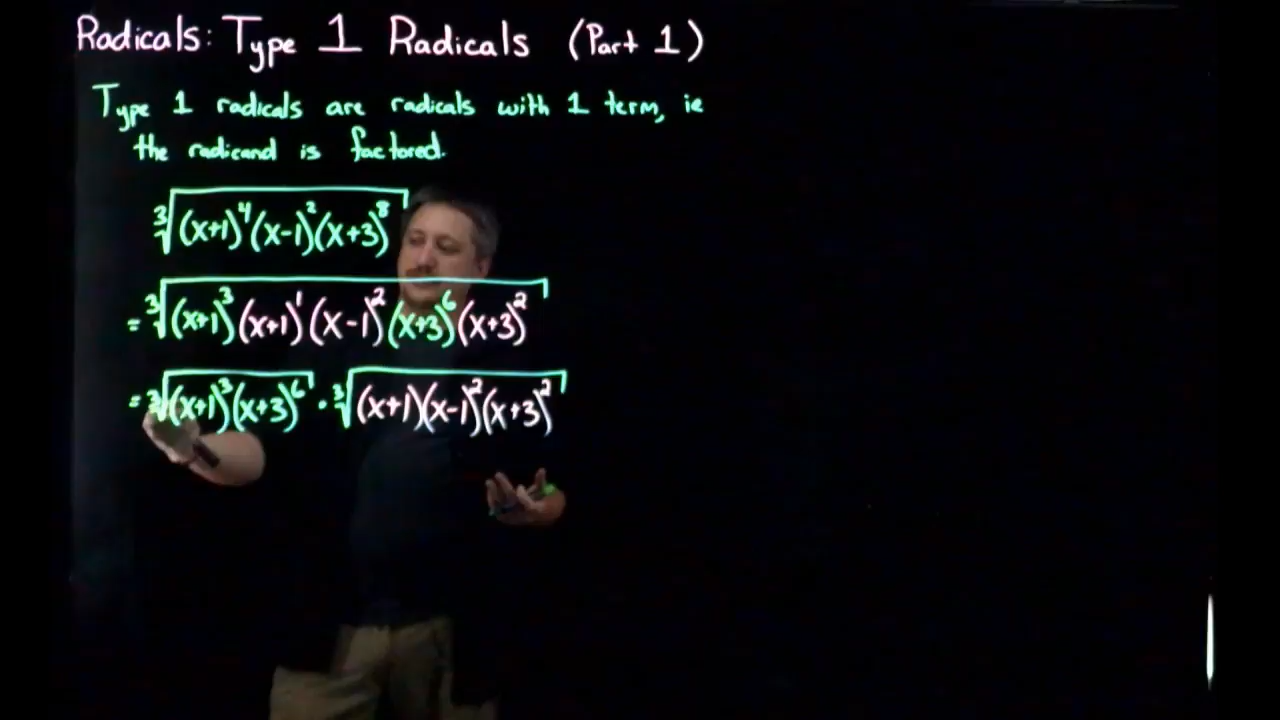 Radicals: Type 1 Radicals (Part 1)
Type 1 radicals are radicals with 1 term, ie
the radicand is factored.
∛((x+1)⁴(x-1)²(x+3)⁸)
= ∛((x+1)³(x+1)¹(x-1)²(x+3)⁶(x+3)²)
= ∛((x+1)³(x+3)⁶) · ∛((x+1)(x-1)²(x+3)²)